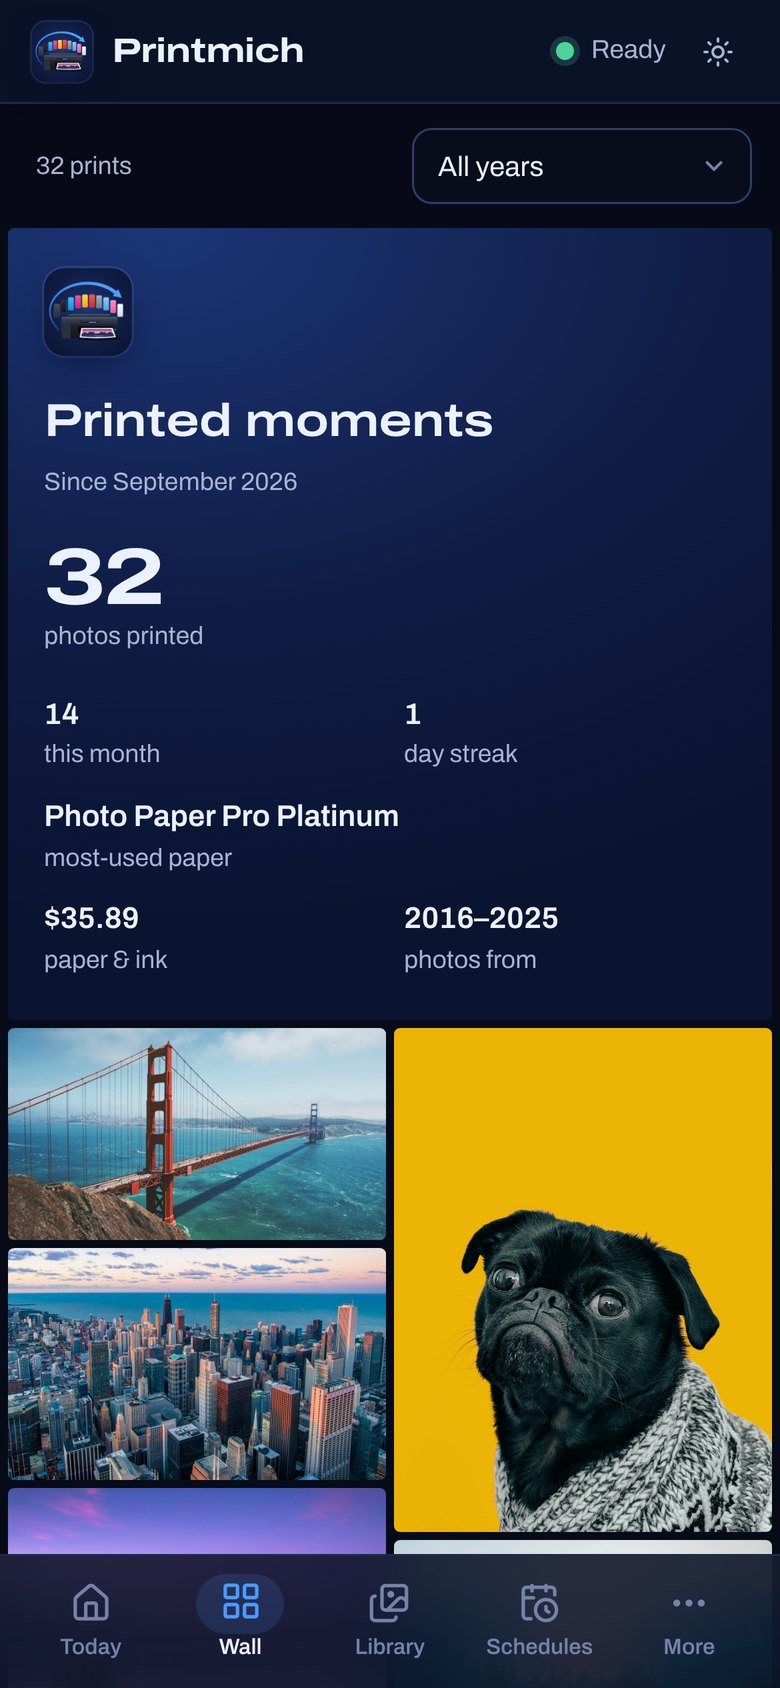 Printmich
Ready
32 prints
All years
Printed moments
Since September 2026
32
photos printed
14
this month
1
day streak
Photo Paper Pro Platinum
most-used paper
$35.89
paper & ink
2016–2025
photos from
Today
Wall
Library
Schedules
More